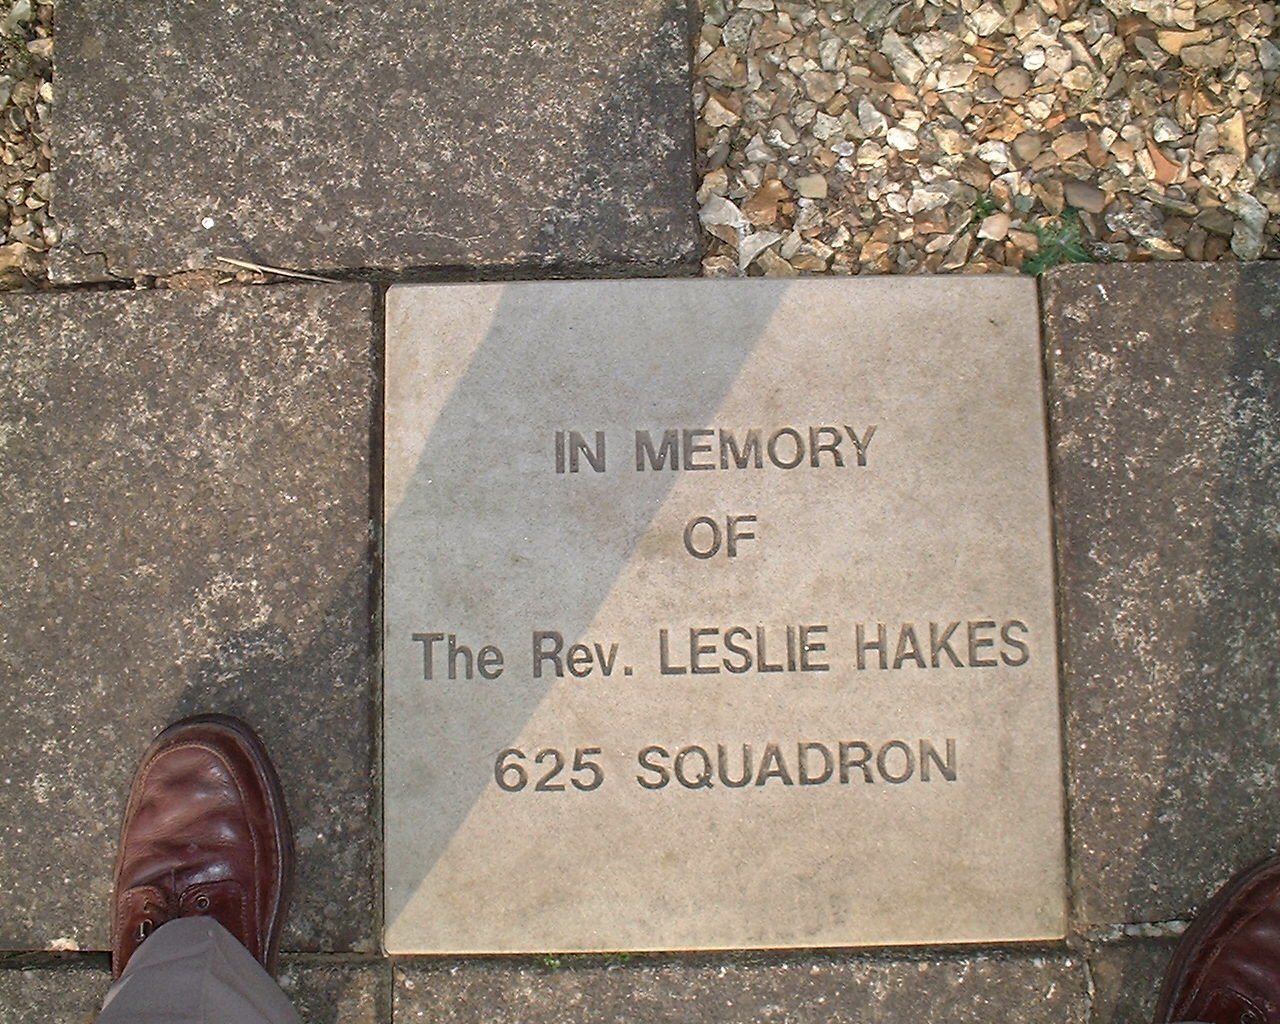 IN MEMORY
OF
The Rev. LESLIE HAKES
625 SQUADRON